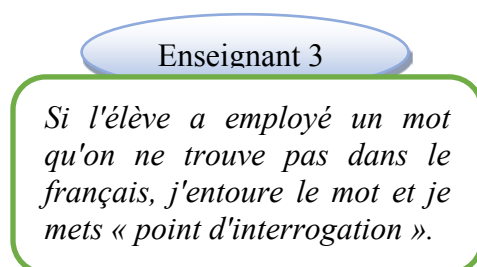 Enseignant 3
Si l'élève a employé un mot
qu'on ne trouve pas dans le
français, j'entoure le mot et je
mets « point d'interrogation ».